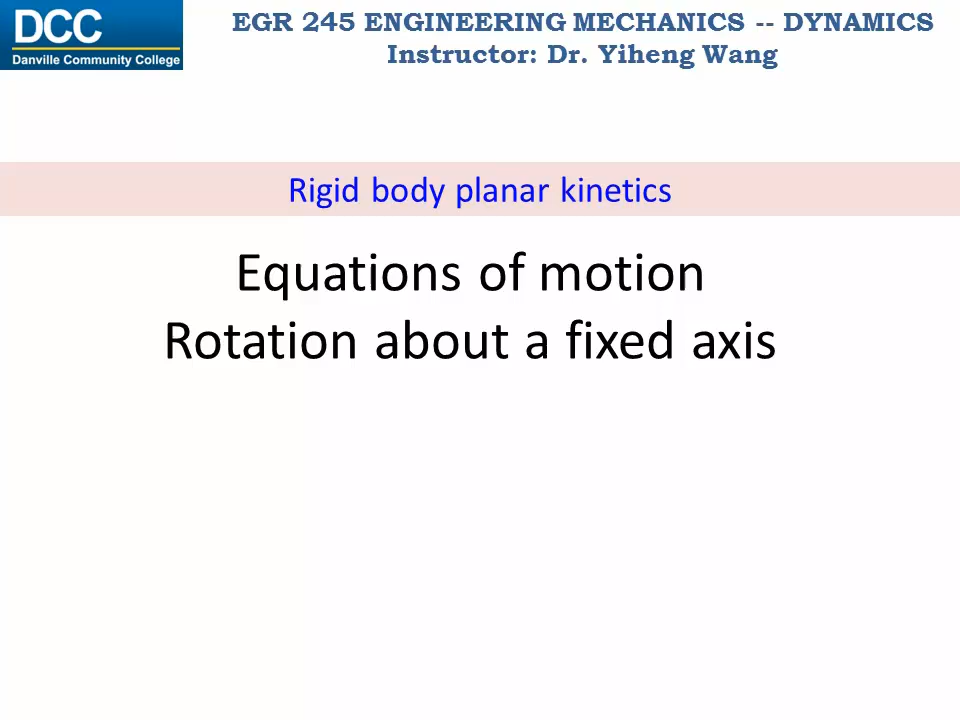 DCC
Danville Community College
EGR 245 ENGINEERING MECHANICS -- DYNAMICS
Instructor: Dr. Yiheng Wang
Rigid body planar kinetics
Equations of motion
Rotation about a fixed axis